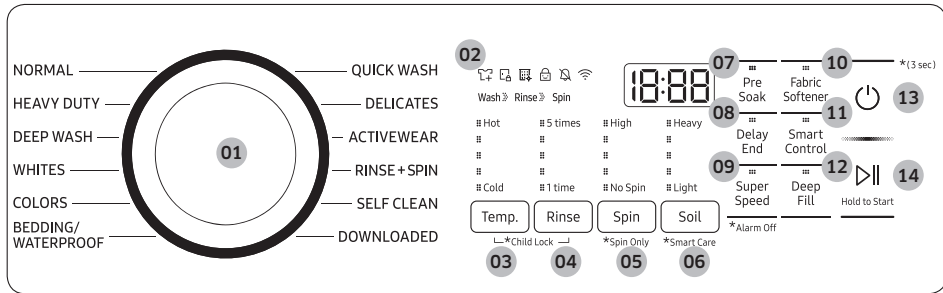 NORMAL
HEAVY DUTY
DEEP WASH
WHITES
COLORS
BEDDING/
WATERPROOF
01
QUICK WASH
DELICATES
ACTIVEWEAR
RINSE+SPIN
SELF CLEAN
DOWNLOADED
02
Wash》 Rinse》 Spin
18:88
Hot 5 times High Heavy
Cold 1 time No Spin Light
Temp. Rinse Spin Soil
*Child Lock *Spin Only *Smart Care
03 04 05 06
07
Pre
Soak
08
Delay
End
09
Super
Speed
*Alarm Off
10
Fabric
Softener
11
Smart
Control
12
Deep
Fill
*(3 sec)
13
14
Hold to Start